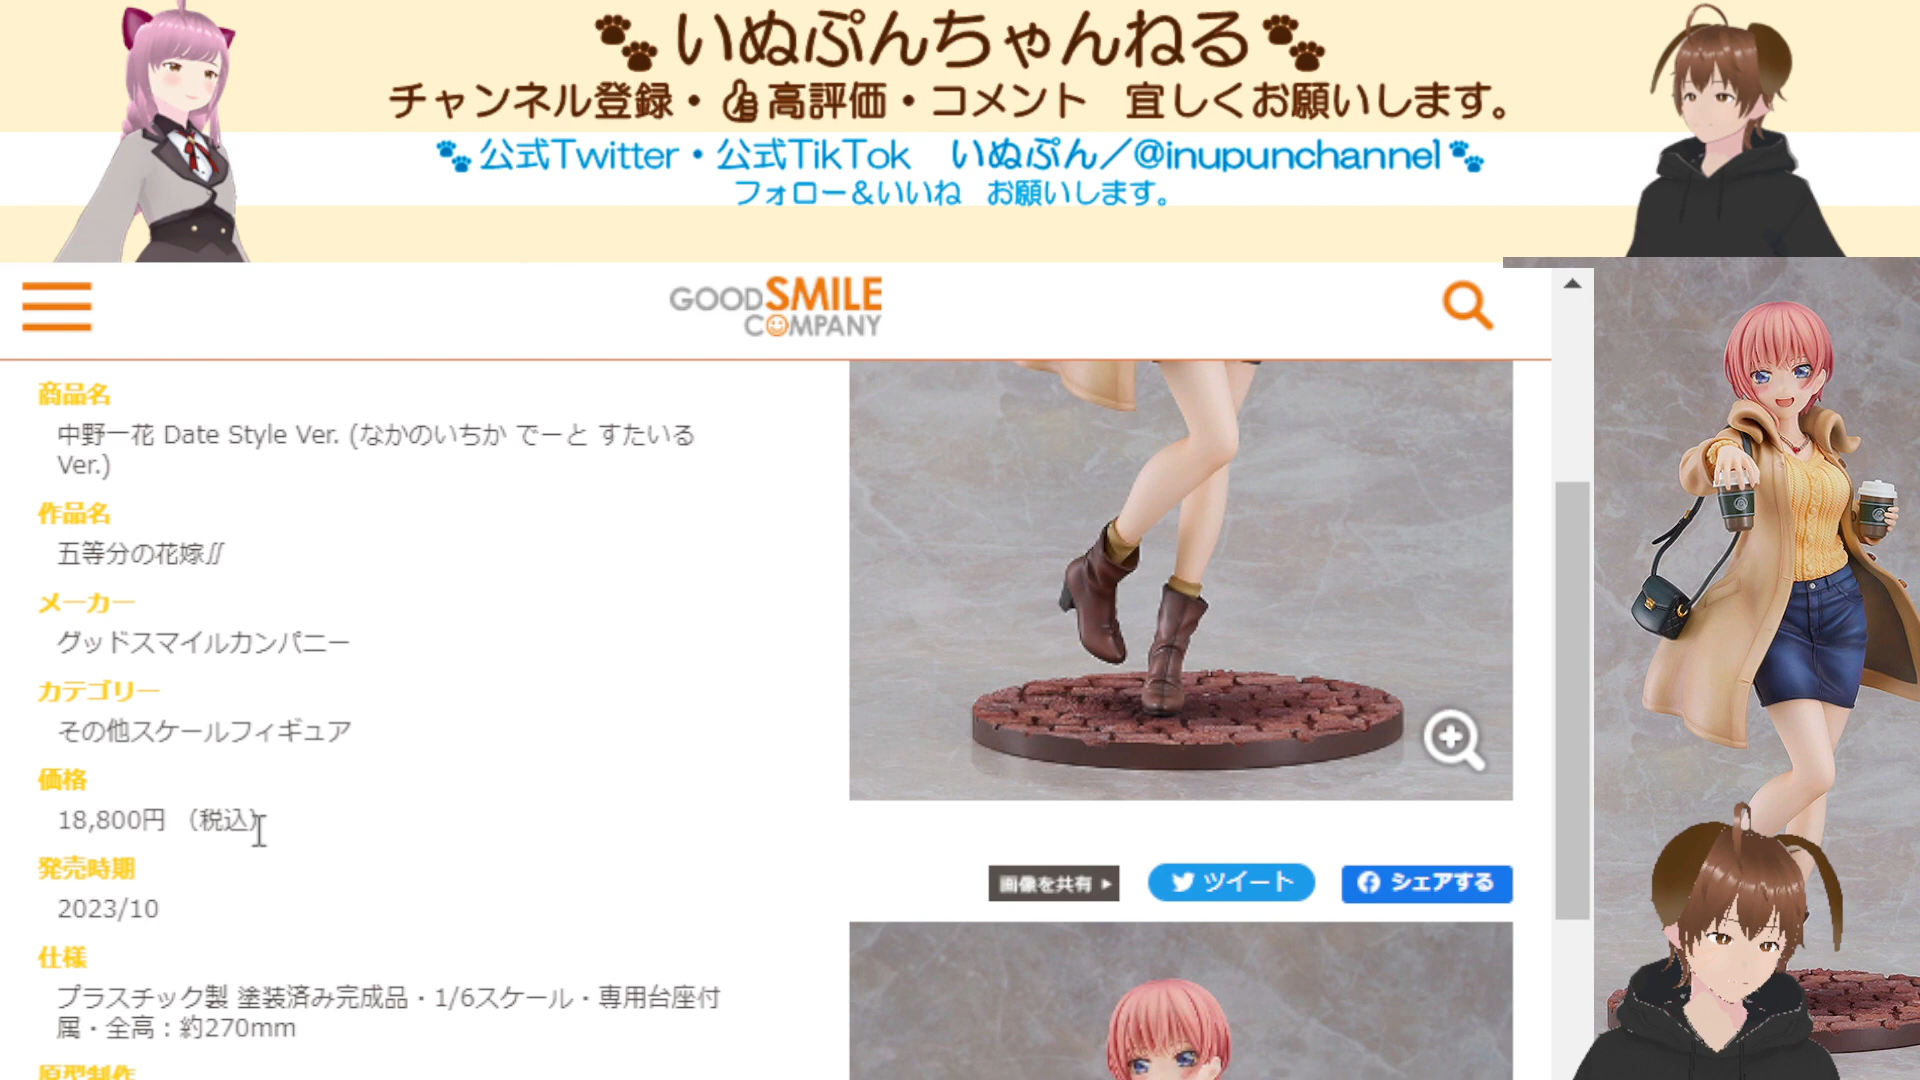 いぬぷんちゃんねる
チャンネル登録・👍高評価・コメント 宜しくお願いします。
公式Twitter・公式TikTok いぬぷん／@inupunchannel
フォロー＆いいね お願いします。
GOOD SMILE
COMPANY
商品名
中野一花 Date Style Ver. (なかのいちか でーと すたいる
Ver.)
作品名
五等分の花嫁∬
メーカー
グッドスマイルカンパニー
カテゴリー
その他スケールフィギュア
価格
18,800円 （税込）
発売時期
2023/10
仕様
プラスチック製 塗装済み完成品・1/6スケール・専用台座付
属・全高：約270mm
原型制作
画像を共有
ツイート
シェアする